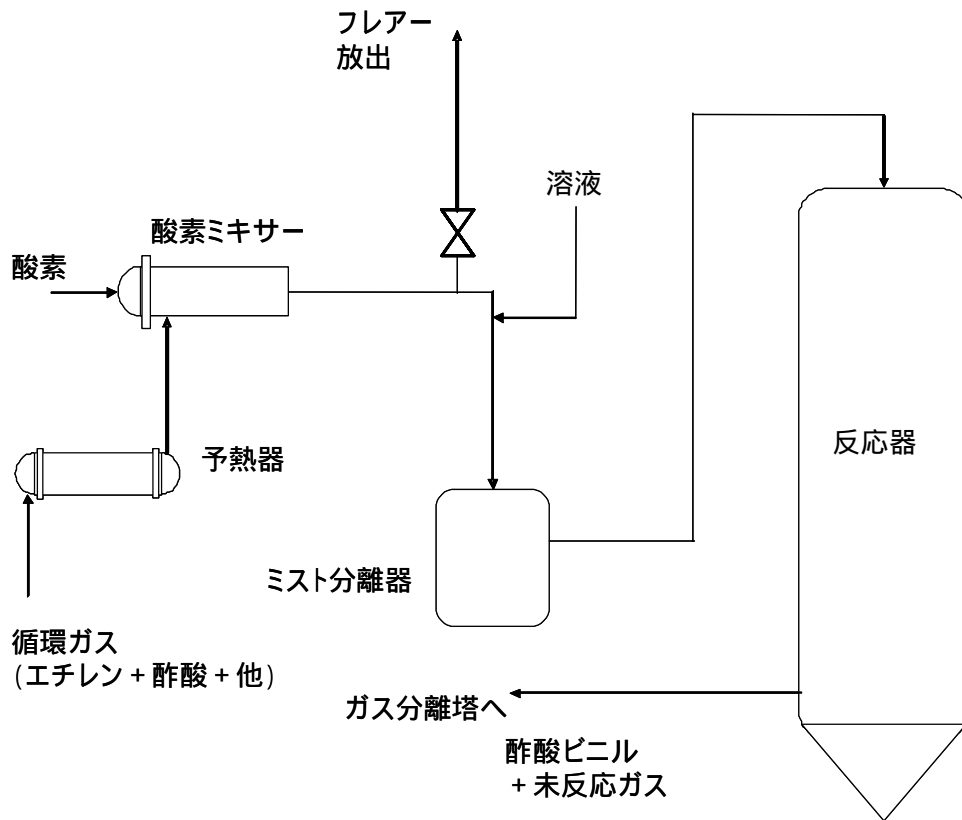 フレアー
放出
溶液
酸素ミキサー
酸素
予熱器
反応器
ミスト分離器
循環ガス
(エチレン + 酢酸 + 他)
ガス分離塔へ
酢酸ビニル
+ 未反応ガス